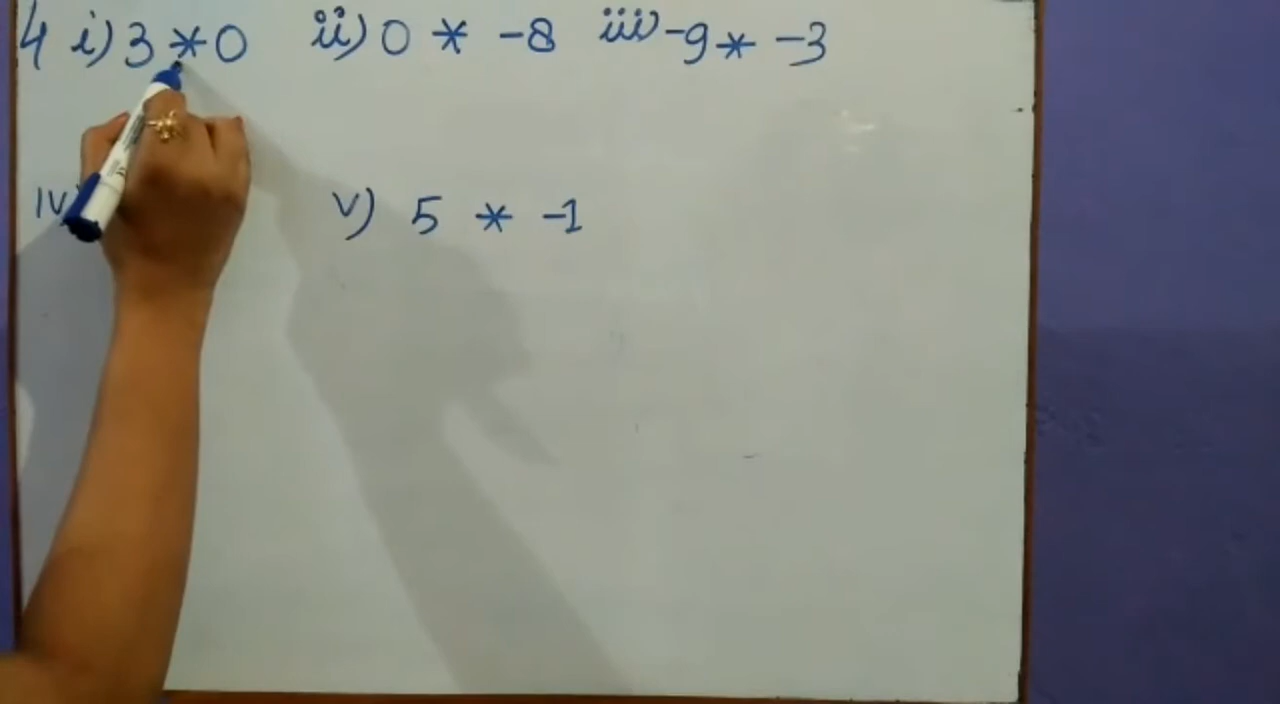 4 i) 3 * 0 ii) 0 * -8 iii) -9 * -3
iv) v) 5 * -1